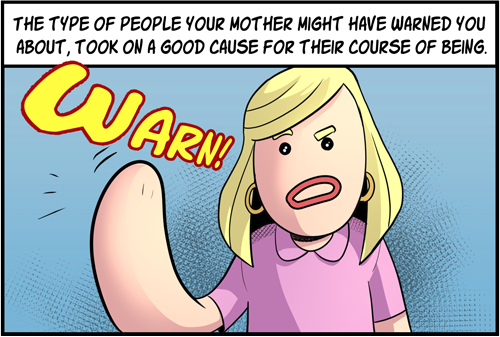 THE TYPE OF PEOPLE YOUR MOTHER MIGHT HAVE WARNED YOU
ABOUT, TOOK ON A GOOD CAUSE FOR THEIR COURSE OF BEING.
WARN!